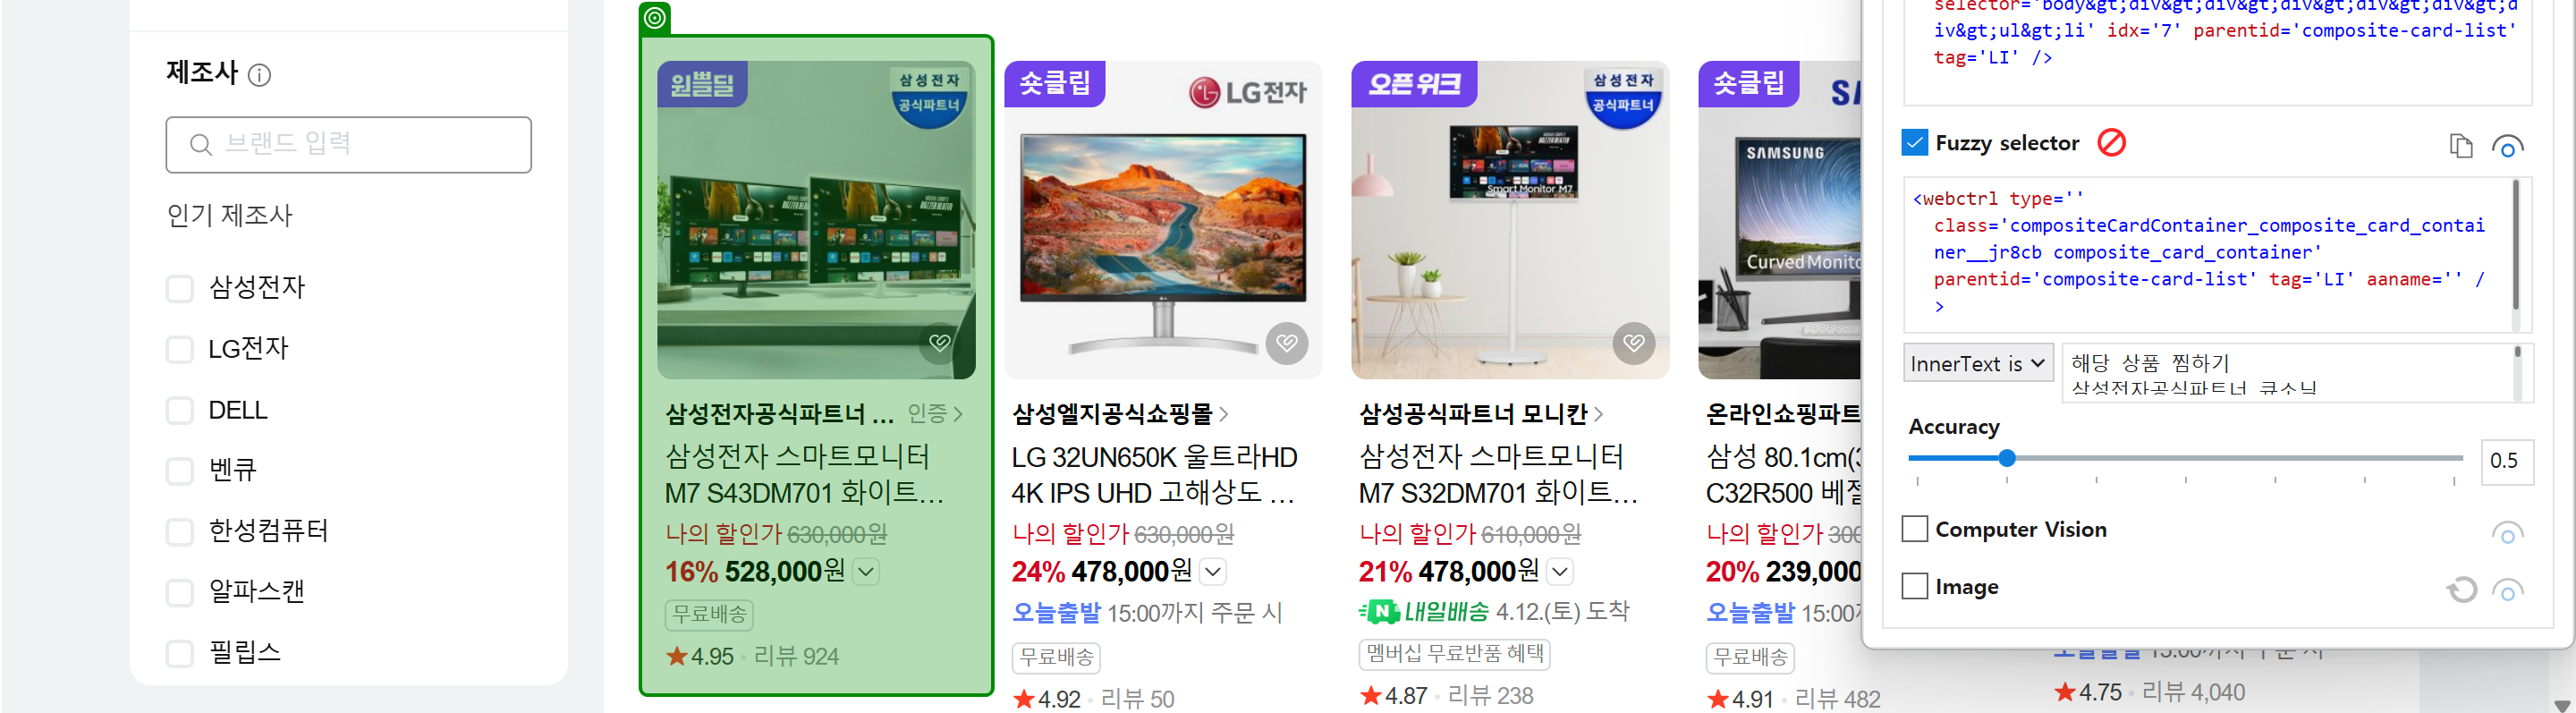 제조사
브랜드 입력
인기 제조사
삼성전자
LG전자
DELL
벤큐
한성컴퓨터
알파스캔
필립스
원쁠딜
삼성전자
공식파트너
삼성전자공식파트너 ... 인증
삼성전자 스마트모니터
M7 S43DM701 화이트...
나의 할인가 630,000원
16% 528,000원
무료배송
4.95 · 리뷰 924
숏클립
LG전자
삼성엘지공식쇼핑몰
LG 32UN650K 울트라HD
4K IPS UHD 고해상도 ...
나의 할인가 630,000원
24% 478,000원
오늘출발 15:00까지 주문 시
무료배송
4.92 · 리뷰 50
오픈 위크
삼성전자
공식파트너
Smart Monitor M7
삼성공식파트너 모니칸
삼성전자 스마트모니터
M7 S32DM701 화이트...
나의 할인가 610,000원
21% 478,000원
N 내일배송 4.12.(토) 도착
멤버십 무료반품 혜택
4.87 · 리뷰 238
숏클립
SA
SAMSUNG
Curved Monito
온라인쇼핑파트
삼성 80.1cm(3
C32R500 베젤
나의 할인가 300
20% 239,000
오늘출발 15:00까
무료배송
4.91 · 리뷰 482
4.75 · 리뷰 4,040
selector='body&gt;div&gt;div&gt;div&gt;div&gt;div&gt;d
iv&gt;ul&gt;li' idx='7' parentid='composite-card-list'
tag='LI' />
Fuzzy selector
<webctrl type=''
class='compositeCardContainer_composite_card_contai
ner__jr8cb composite_card_container'
parentid='composite-card-list' tag='LI' aaname='' /
>
InnerText is
해당 상품 찜하기
삼성전자공식파트너 큐소닉
Accuracy
0.5
Computer Vision
Image